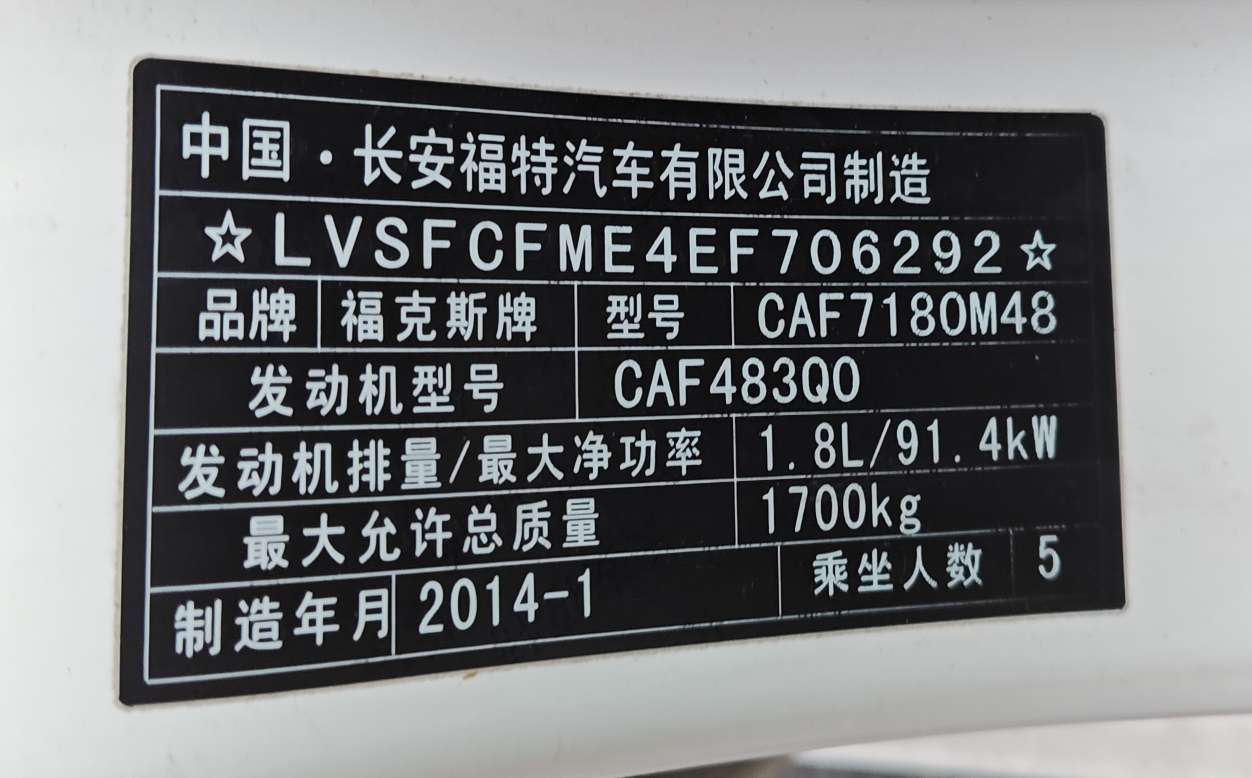 中国·长安福特汽车有限公司制造
☆LVSFCFME4EF706292☆
品牌 福克斯牌 型号 CAF7180M48
发动机型号 CAF483Q0
发动机排量/最大净功率 1.8L/91.4kW
最大允许总质量 1700kg
制造年月 2014-1 乘坐人数 5